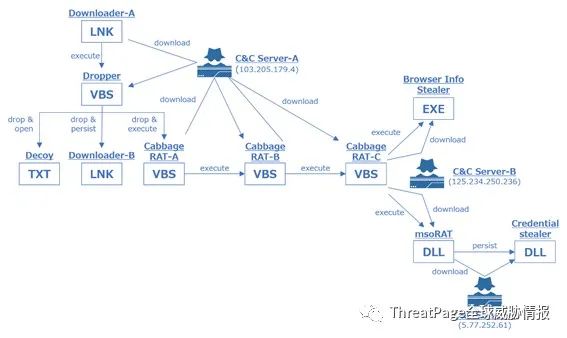 Downloader-A
LNK
download
execute
C&C Server-A
(103.205.179.4)
Dropper
VBS
download
download
Browser Info
Stealer
EXE
drop &
open
drop &
persist
drop &
execute
execute
download
Decoy
TXT
Downloader-B
LNK
Cabbage
RAT-A
VBS
execute
Cabbage
RAT-B
VBS
execute
Cabbage
RAT-C
VBS
C&C Server-B
(125.234.250.236)
execute
download
msoRAT
DLL
persist
download
Credential
stealer
DLL
(5.77.252.61)
ThreatPage全球威胁情报